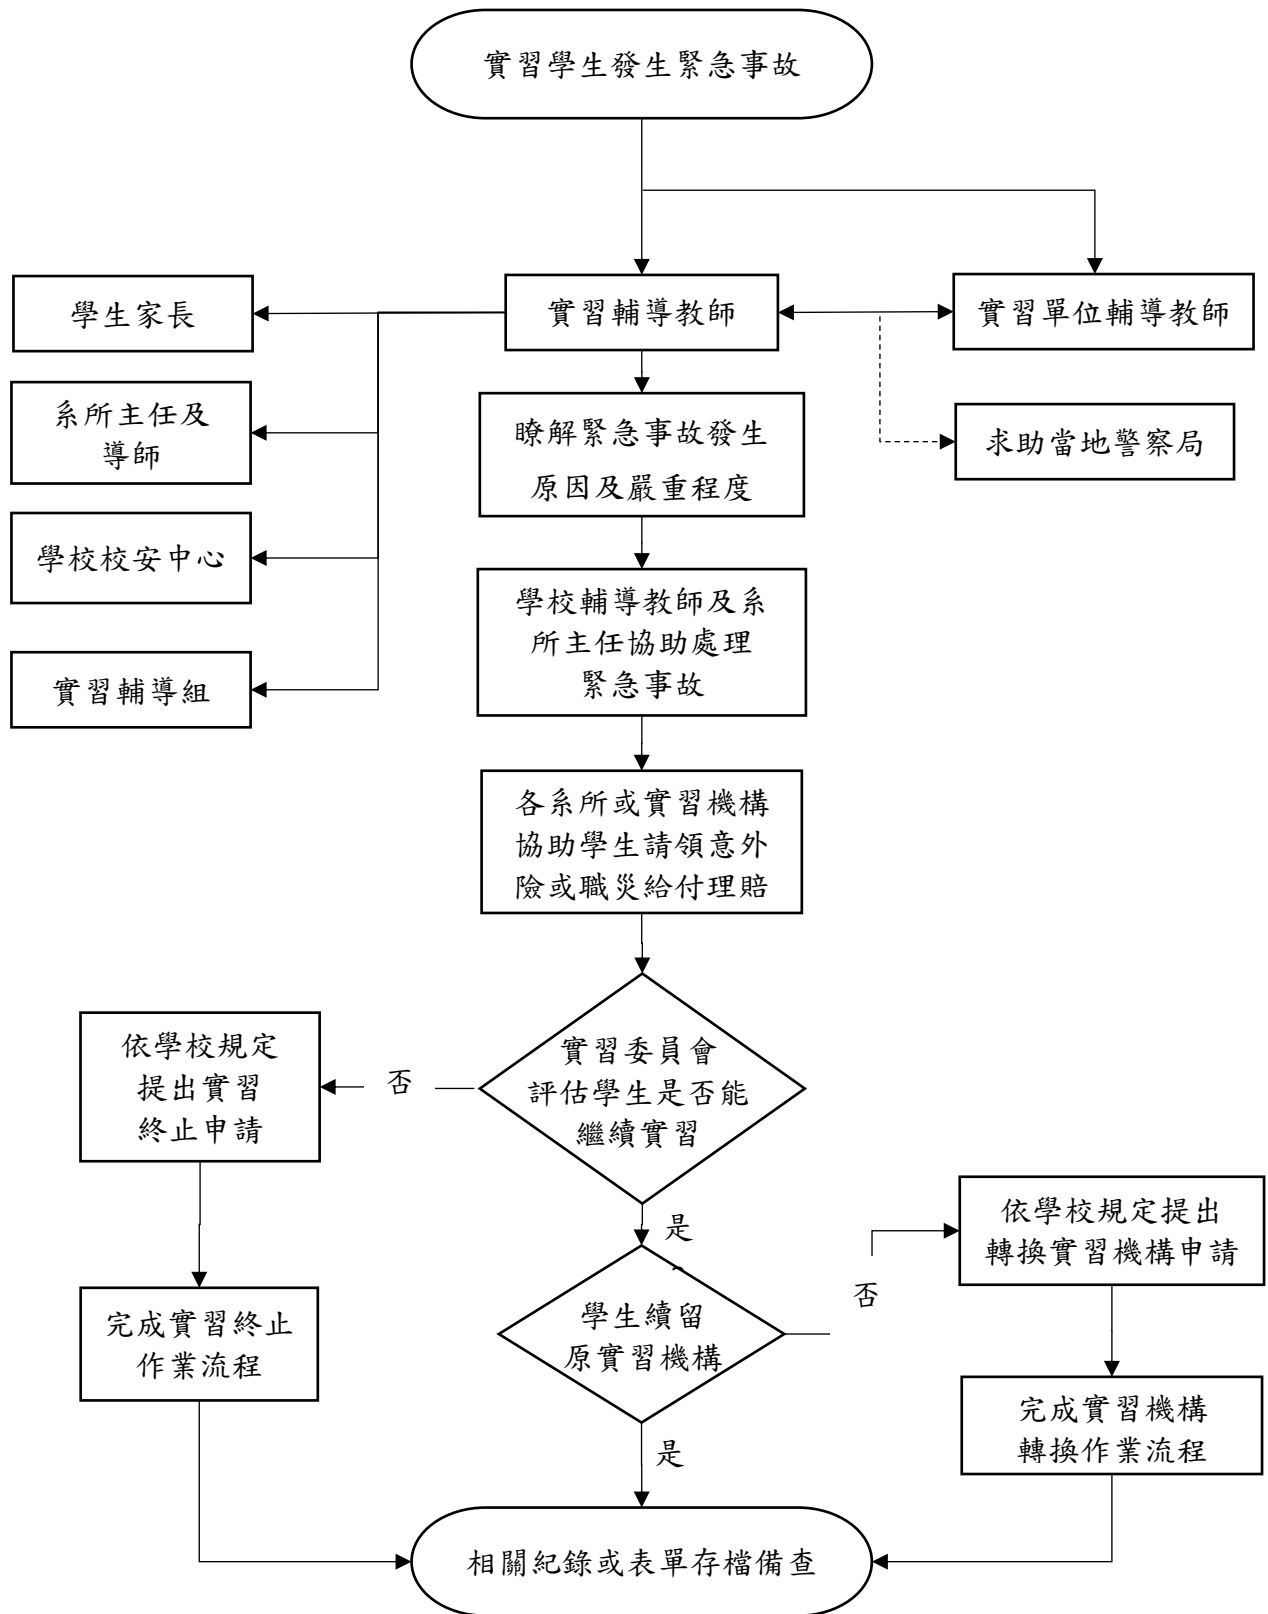 實習學生發生緊急事故
學生家長
實習輔導教師
實習單位輔導教師
系所主任及
導師
瞭解緊急事故發生
原因及嚴重程度
求助當地警察局
學校校安中心
學校輔導教師及系
所主任協助處理
緊急事故
實習輔導組
各系所或實習機構
協助學生請領意外
險或職災給付理賠
實習委員會
評估學生是否能
繼續實習
否
依學校規定
提出實習
終止申請
是
依學校規定提出
轉換實習機構申請
否
學生續留
原實習機構
完成實習終止
作業流程
完成實習機構
轉換作業流程
是
相關紀錄或表單存檔備查